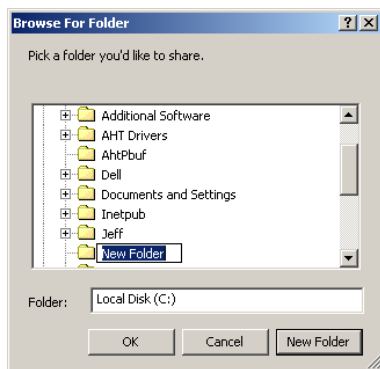 Browse For Folder
Pick a folder you'd like to share.
Additional Software
AHT Drivers
AhtPbuf
Dell
Documents and Settings
Inetpub
Jeff
New Folder
Folder: Local Disk (C:)
OK Cancel New Folder